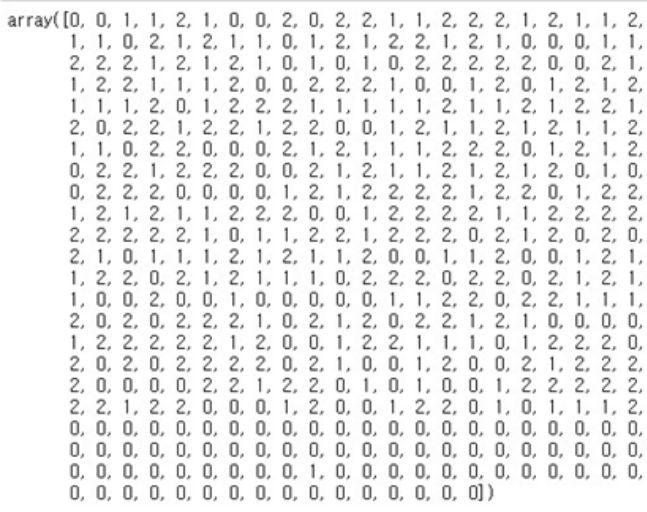 array([0, 0, 1, 1, 2, 1, 0, 0, 2, 0, 2, 2, 1, 1, 2, 2, 2, 1, 2, 1, 1, 2,
1, 1, 0, 2, 1, 2, 1, 1, 0, 1, 2, 1, 2, 2, 1, 2, 1, 0, 0, 0, 1, 1,
2, 2, 2, 1, 2, 1, 2, 1, 0, 1, 0, 1, 0, 2, 2, 2, 2, 2, 0, 0, 2, 1,
1, 2, 2, 1, 1, 1, 2, 0, 0, 2, 2, 2, 1, 0, 0, 1, 2, 0, 1, 2, 1, 2,
1, 1, 1, 2, 0, 1, 2, 2, 2, 1, 1, 1, 1, 1, 2, 1, 1, 2, 1, 2, 2, 1,
2, 0, 2, 2, 1, 2, 2, 1, 2, 2, 0, 0, 1, 2, 1, 1, 2, 1, 2, 1, 1, 2,
1, 1, 0, 2, 2, 0, 0, 0, 2, 1, 2, 1, 1, 1, 2, 2, 2, 0, 1, 2, 1, 2,
0, 2, 2, 1, 2, 2, 2, 0, 0, 2, 1, 2, 1, 1, 2, 1, 2, 1, 2, 0, 1, 0,
0, 2, 2, 2, 0, 0, 0, 0, 1, 2, 1, 2, 2, 2, 2, 1, 2, 2, 0, 1, 2, 2,
1, 2, 1, 2, 1, 1, 2, 2, 2, 0, 0, 1, 2, 2, 2, 2, 1, 1, 2, 2, 2, 2,
2, 2, 2, 2, 2, 1, 0, 1, 1, 2, 2, 1, 2, 2, 2, 0, 2, 1, 2, 0, 2, 0,
2, 1, 0, 1, 1, 1, 2, 1, 2, 1, 1, 2, 0, 0, 1, 1, 2, 0, 0, 1, 2, 1,
1, 2, 2, 0, 2, 1, 2, 1, 1, 1, 0, 2, 2, 2, 0, 2, 2, 0, 2, 1, 2, 1,
1, 0, 0, 2, 0, 0, 1, 0, 0, 0, 0, 0, 1, 1, 2, 2, 0, 2, 2, 1, 1, 1,
2, 0, 2, 0, 2, 2, 2, 1, 0, 2, 1, 2, 0, 2, 2, 1, 2, 1, 0, 0, 0, 0,
1, 2, 2, 2, 2, 2, 1, 2, 0, 0, 1, 2, 2, 1, 1, 1, 0, 1, 2, 2, 2, 0,
2, 0, 2, 0, 2, 2, 2, 2, 0, 2, 1, 0, 0, 1, 2, 0, 0, 2, 1, 2, 2, 2,
2, 0, 0, 0, 0, 2, 2, 1, 2, 2, 0, 1, 0, 1, 0, 0, 1, 2, 2, 2, 2, 2,
2, 2, 1, 2, 2, 0, 0, 0, 1, 2, 0, 0, 1, 2, 2, 0, 1, 0, 1, 1, 1, 2,
0, 0, 0, 0, 0, 0, 0, 0, 0, 0, 0, 0, 0, 0, 0, 0, 0, 0, 0, 0, 0, 0,
0, 0, 0, 0, 0, 0, 0, 0, 0, 0, 0, 0, 0, 0, 0, 0, 0, 0, 0, 0, 0, 0,
0, 0, 0, 0, 0, 0, 0, 0, 0, 1, 0, 0, 0, 0, 0, 0, 0, 0, 0, 0, 0, 0,
0, 0, 0, 0, 0, 0, 0, 0, 0, 0, 0, 0, 0, 0, 0, 0])